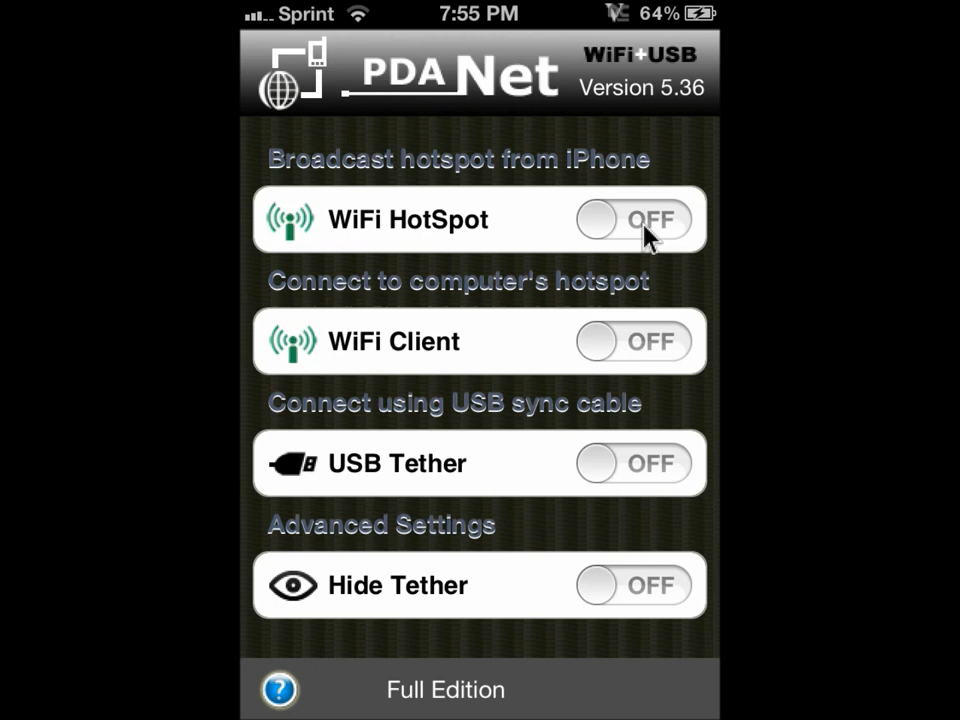 Sprint 7:55 PM 64%
PDANet WiFi+USB
Version 5.36
Broadcast hotspot from iPhone
WiFi HotSpot OFF
Connect to computer's hotspot
WiFi Client OFF
Connect using USB sync cable
USB Tether OFF
Advanced Settings
Hide Tether OFF
? Full Edition